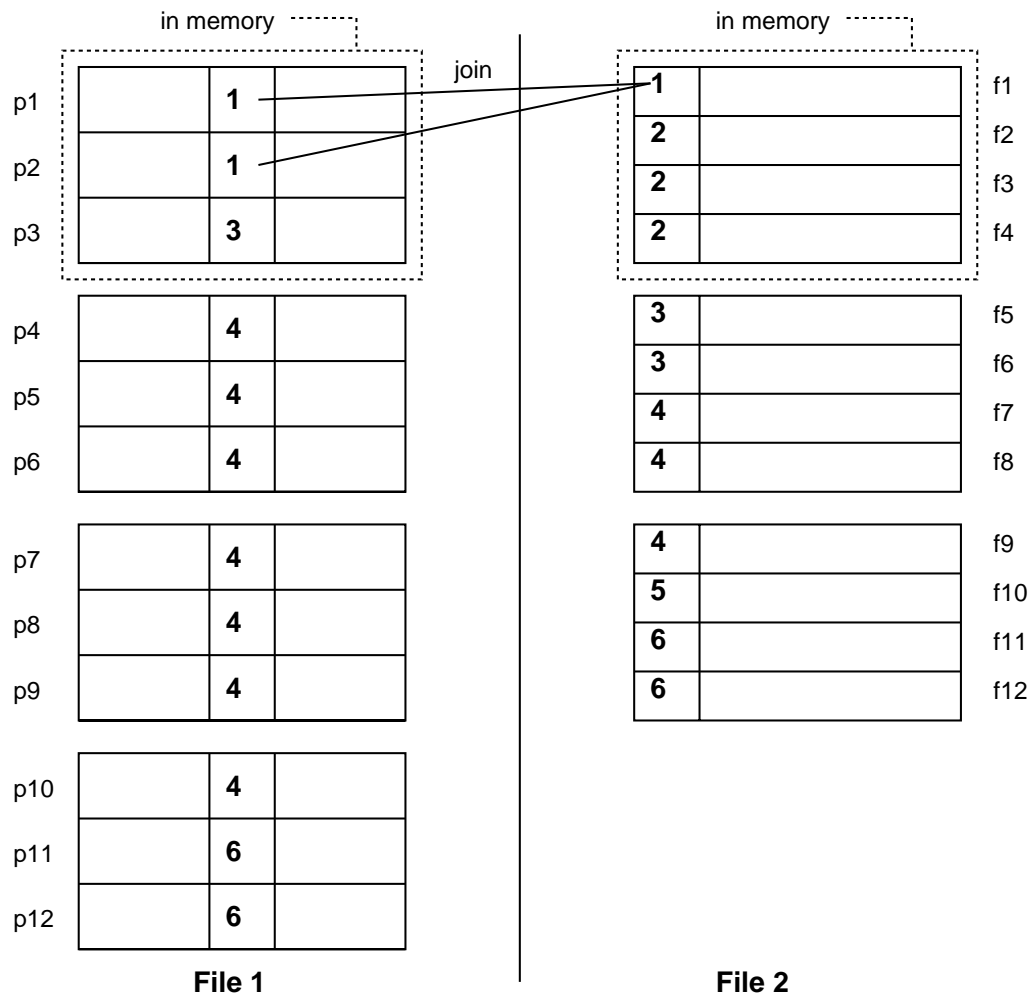 in memory
in memory
join
p1 1
p2 1
p3 3
p4 4
p5 4
p6 4
p7 4
p8 4
p9 4
p10 4
p11 6
p12 6
File 1
1 f1
2 f2
2 f3
2 f4
3 f5
3 f6
4 f7
4 f8
4 f9
5 f10
6 f11
6 f12
File 2